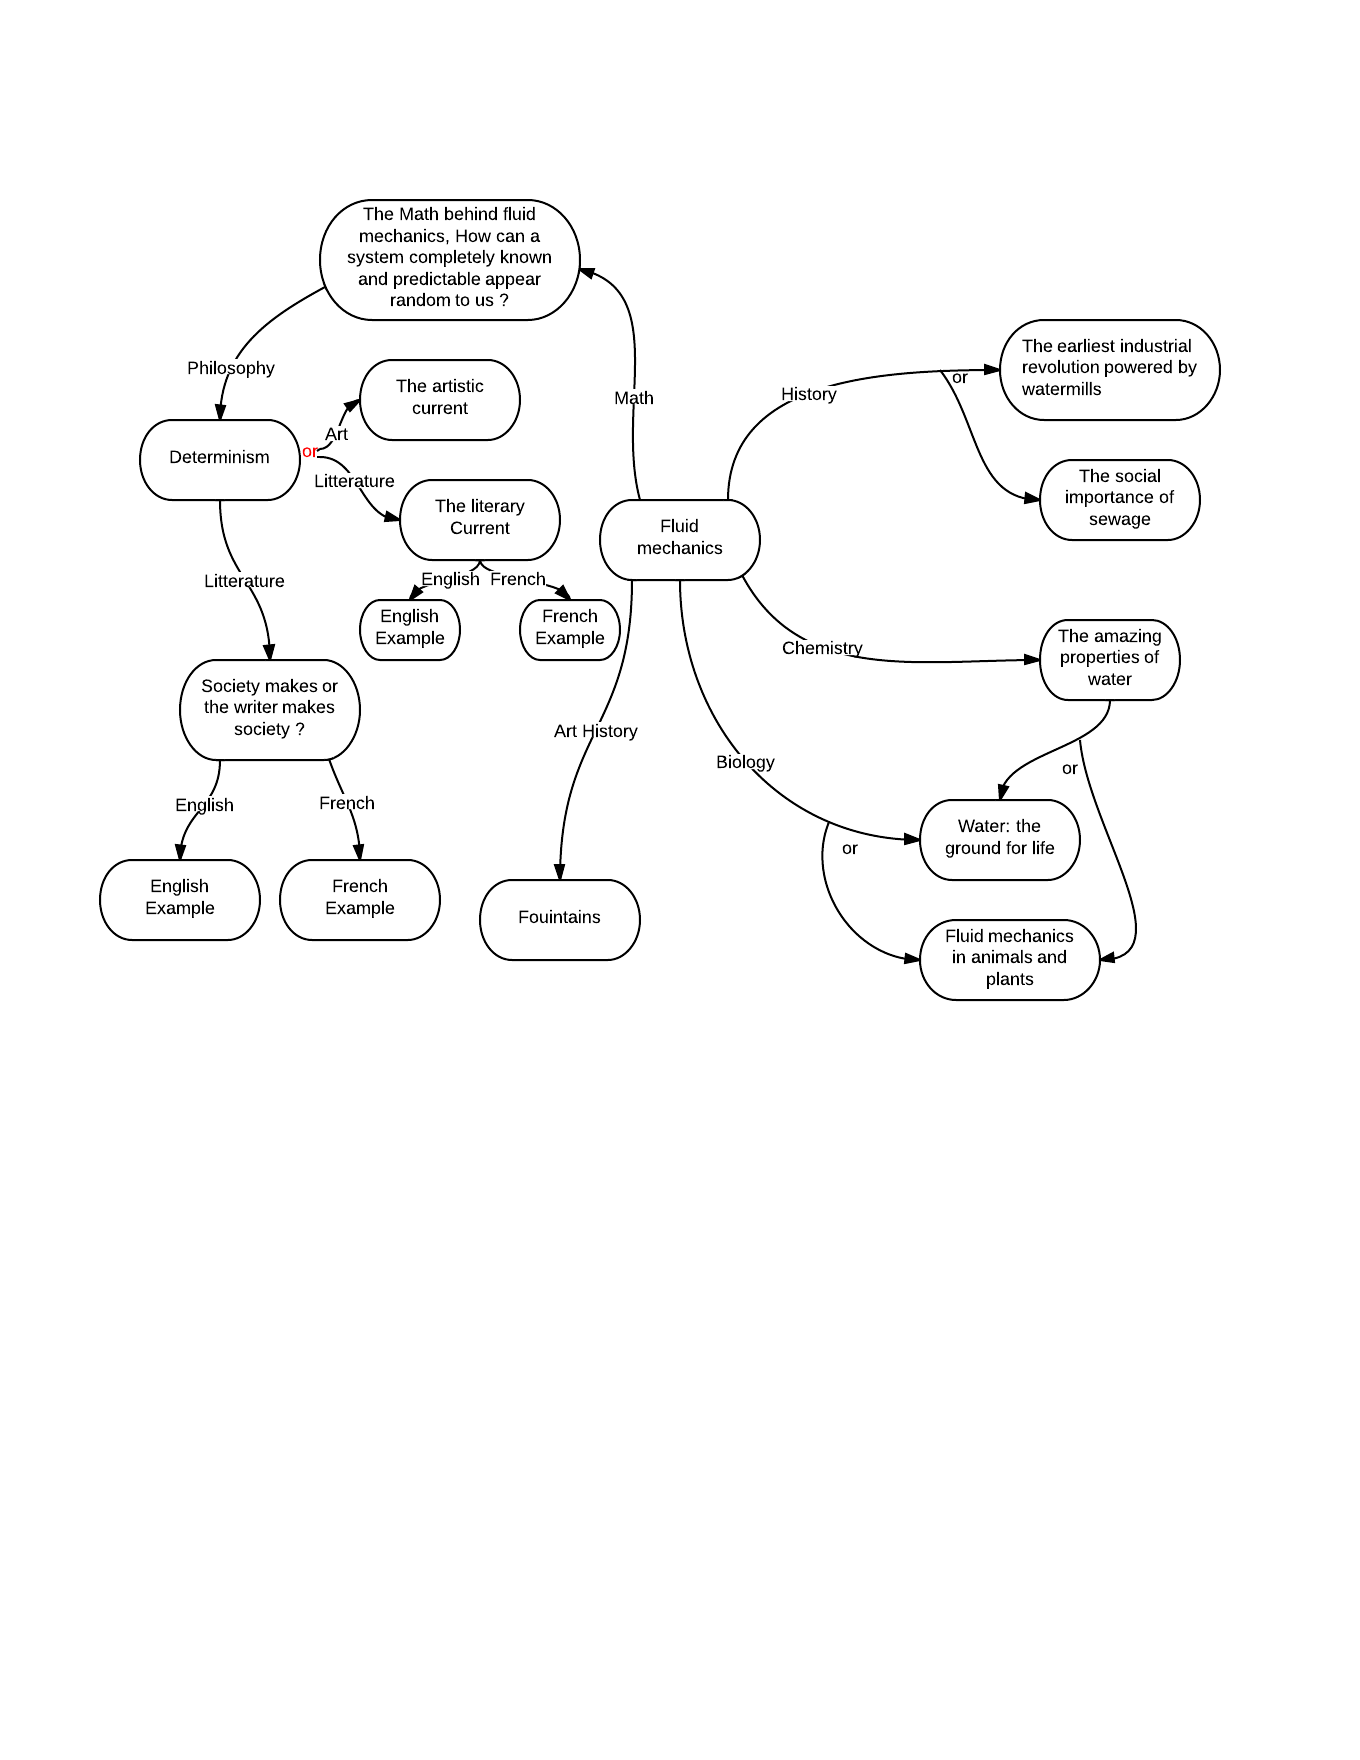 The Math behind fluid
mechanics, How can a
system completely known
and predictable appear
random to us ?
Philosophy
Math
Determinism
or
Art
The artistic
current
Litterature
The literary
Current
English
French
English
Example
French
Example
Litterature
Society makes or
the writer makes
society ?
English
French
English
Example
French
Example
Fluid
mechanics
History
or
The earliest industrial
revolution powered by
watermills
The social
importance of
sewage
Chemistry
The amazing
properties of
water
or
Art History
Fouintains
Biology
or
Water: the
ground for life
Fluid mechanics
in animals and
plants